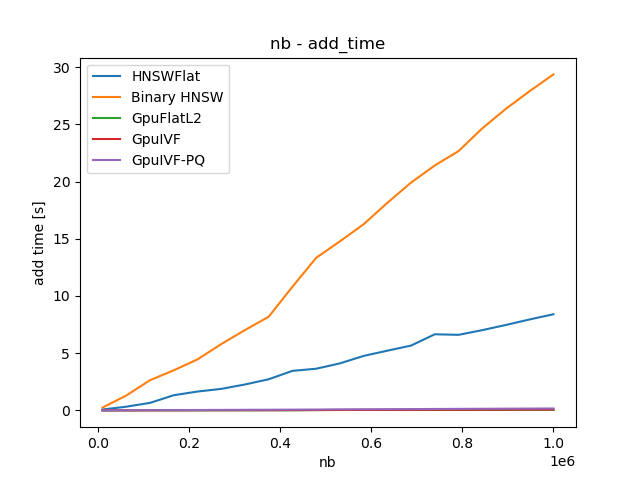 nb - add_time
HNSWFlat
Binary HNSW
GpuFlatL2
GpuIVF
GpuIVF-PQ
30
25
20
15
10
5
0
add time [s]
0.0 0.2 0.4 0.6 0.8 1.0
1e6
nb